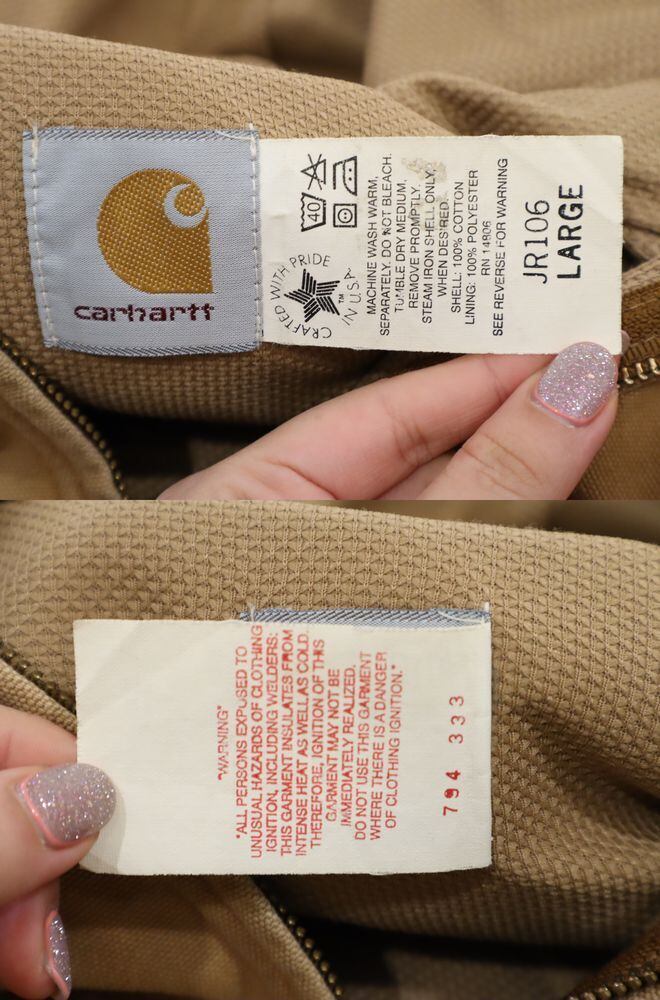 carhartt
40
CRAFTED WITH PRIDE
IN U.S.A.
TM
MACHINE WASH WARM,
SEPARATELY. DO NOT BLEACH.
TUMBLE DRY MEDIUM.
REMOVE PROMPTLY.
STEAM IRON SHELL ONLY
WHEN DESIRED.
SHELL: 100% COTTON
LINING: 100% POLYESTER
RN 14806
SEE REVERSE FOR WARNING
JR106
LARGE
"WARNING"
"ALL PERSONS EXPOSED TO
UNUSUAL HAZARDS OF CLOTHING
IGNITION, INCLUDING WELDERS:
THIS GARMENT INSULATES FROM
INTENSE HEAT AS WELL AS COLD.
THEREFORE, IGNITION OF THIS
GARMENT MAY NOT BE
IMMEDIATELY REALIZED.
DO NOT USE THIS GARMENT
WHERE THERE IS A DANGER
OF CLOTHING IGNITION."
794 333